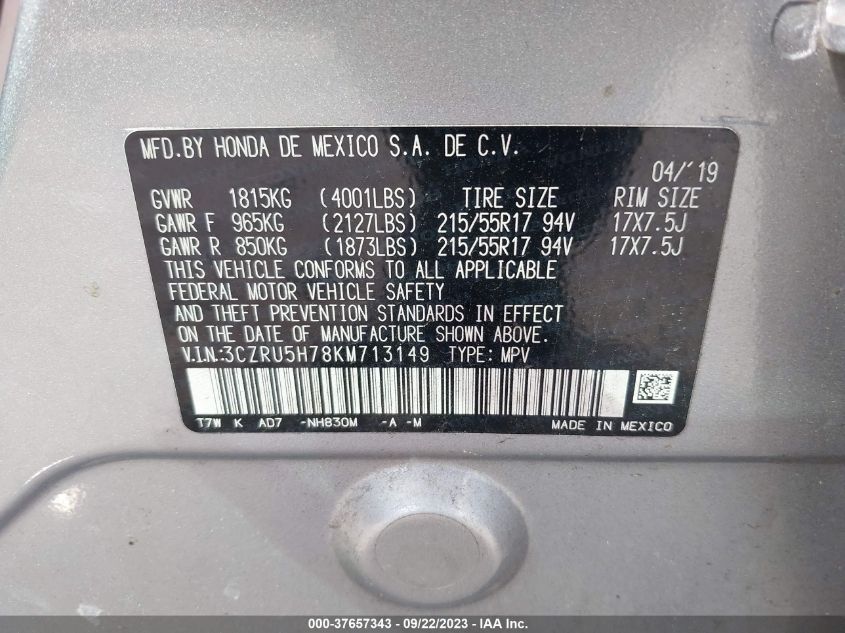 MFD.BY HONDA DE MEXICO S.A. DE C.V.
04/'19
GVWR 1815KG (4001LBS) TIRE SIZE RIM SIZE
GAWR F 965KG (2127LBS) 215/55R17 94V 17X7.5J
GAWR R 850KG (1873LBS) 215/55R17 94V 17X7.5J
THIS VEHICLE CONFORMS TO ALL APPLICABLE
FEDERAL MOTOR VEHICLE SAFETY
AND THEFT PREVENTION STANDARDS IN EFFECT
ON THE DATE OF MANUFACTURE SHOWN ABOVE.
V.I.N:3CZRU5H78KM713149 TYPE: MPV
T7W K AD7 -NH830M -A -M MADE IN MEXICO
000-37657343 - 09/22/2023 - IAA Inc.